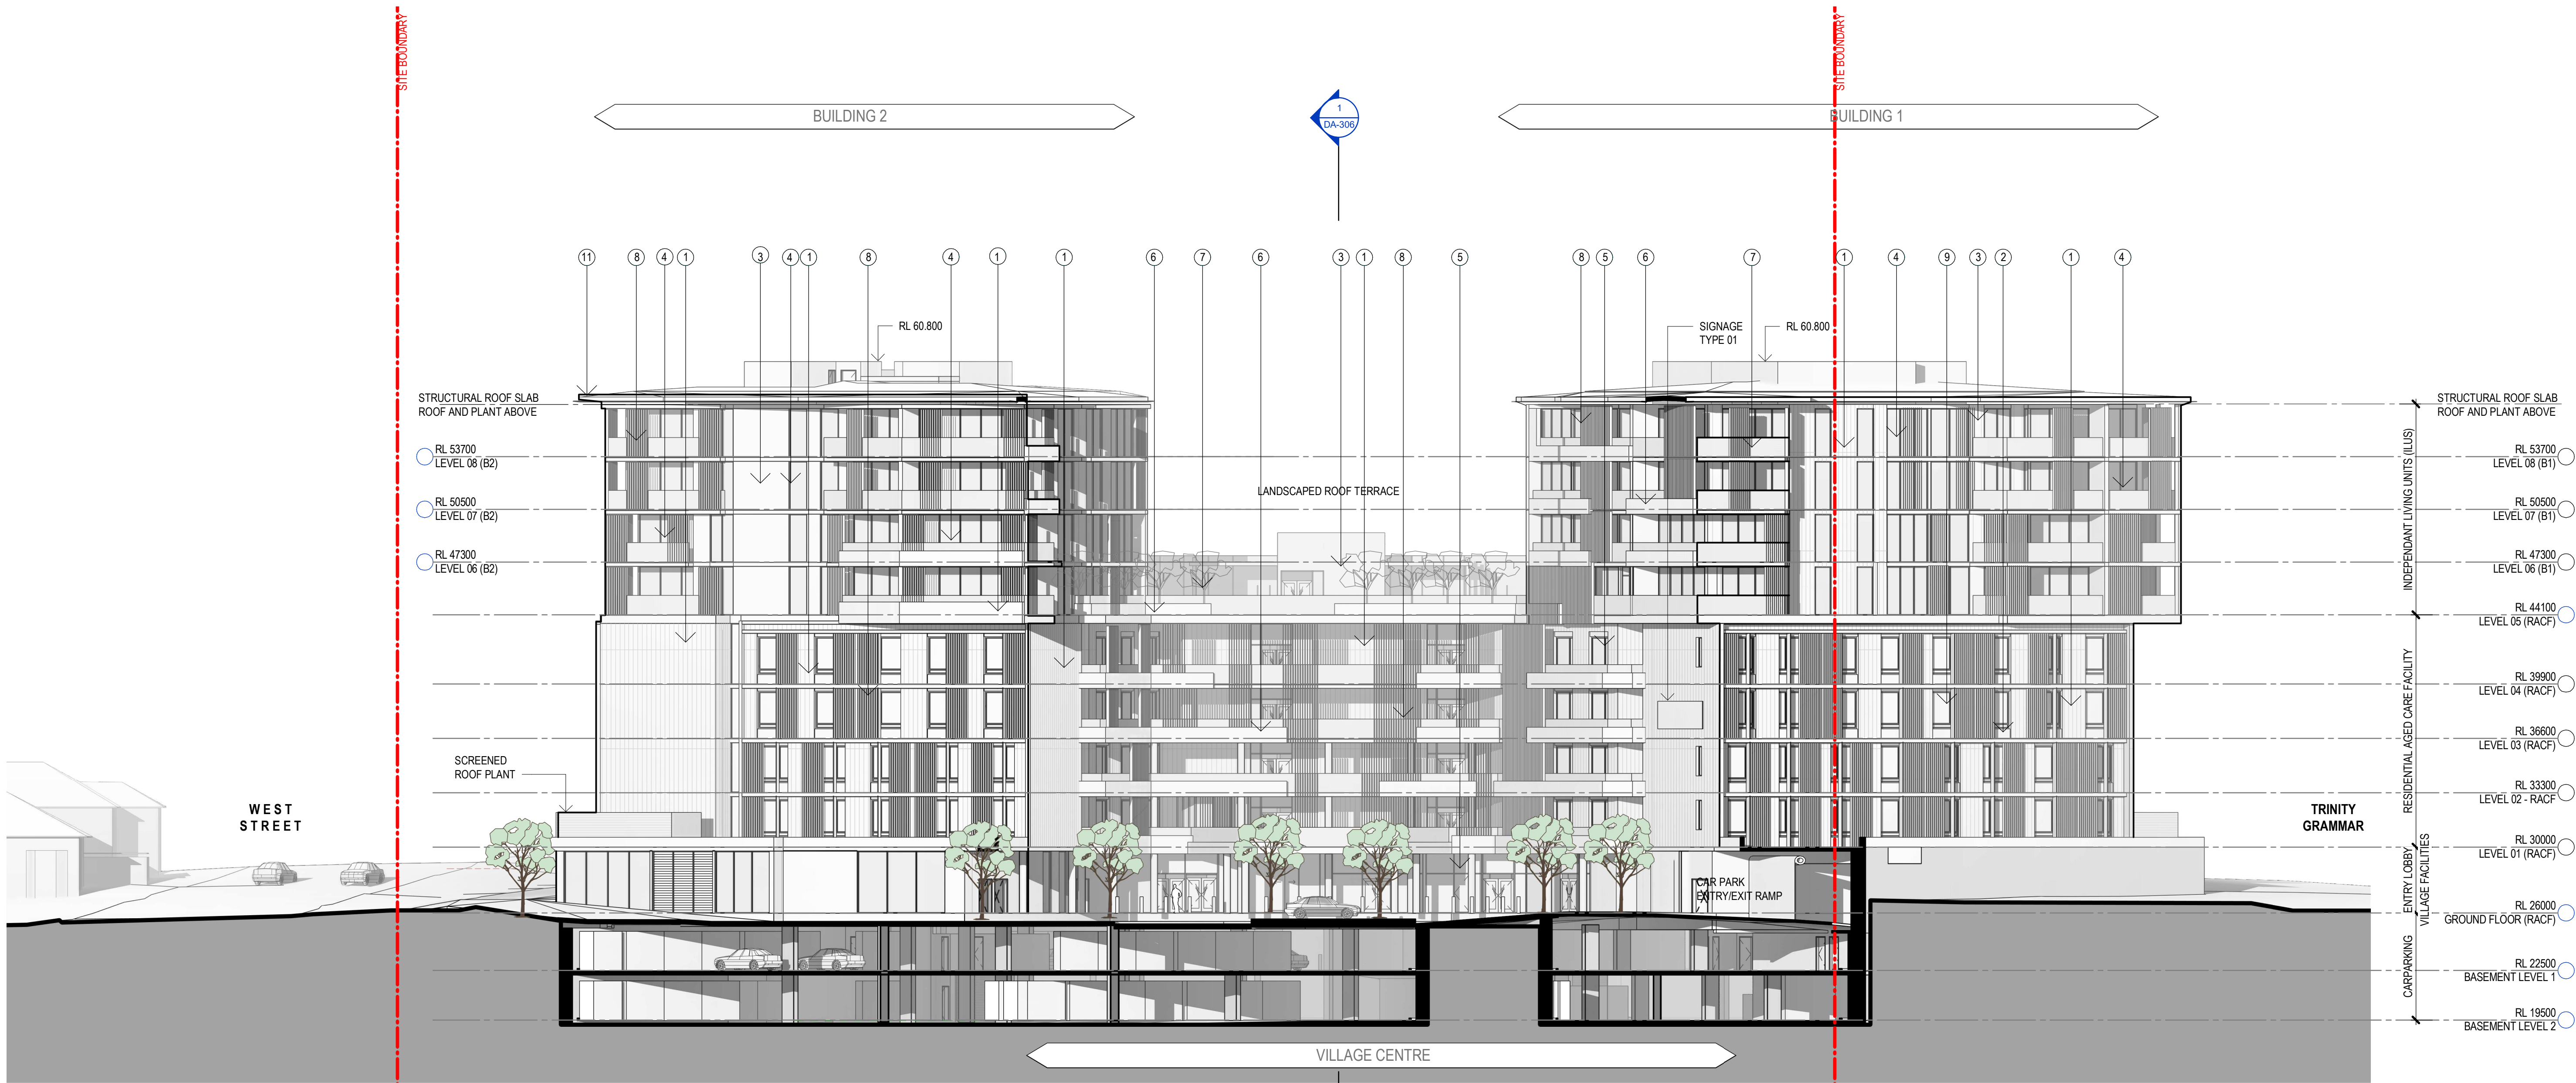 SITE BOUNDARY
SITE BOUNDARY
BUILDING 2
1
DA-306
BUILDING 1
11
8
4
1
3
4
1
8
4
1
1
6
7
6
3
1
8
5
8
5
6
7
1
4
9
3
2
1
4
RL 60.800
SIGNAGE
TYPE 01
RL 60.800
STRUCTURAL ROOF SLAB
ROOF AND PLANT ABOVE
STRUCTURAL ROOF SLAB
ROOF AND PLANT ABOVE
RL 53700
LEVEL 08 (B2)
RL 50500
LEVEL 07 (B2)
RL 47300
LEVEL 06 (B2)
LANDSCAPED ROOF TERRACE
INDEPENDANT LIVING UNITS (ILUS)
RL 53700
LEVEL 08 (B1)
RL 50500
LEVEL 07 (B1)
RL 47300
LEVEL 06 (B1)
RL 44100
LEVEL 05 (RACF)
RESIDENTIAL AGED CARE FACILITY
RL 39900
LEVEL 04 (RACF)
RL 36600
LEVEL 03 (RACF)
RL 33300
LEVEL 02 - RACF
SCREENED
ROOF PLANT
WEST
STREET
TRINITY
GRAMMAR
RL 30000
LEVEL 01 (RACF)
ENTRY LOBBY
VILLAGE FACILITIES
CAR PARK
ENTRY/EXIT RAMP
RL 26000
GROUND FLOOR (RACF)
CARPARKING
RL 22500
BASEMENT LEVEL 1
RL 19500
BASEMENT LEVEL 2
VILLAGE CENTRE